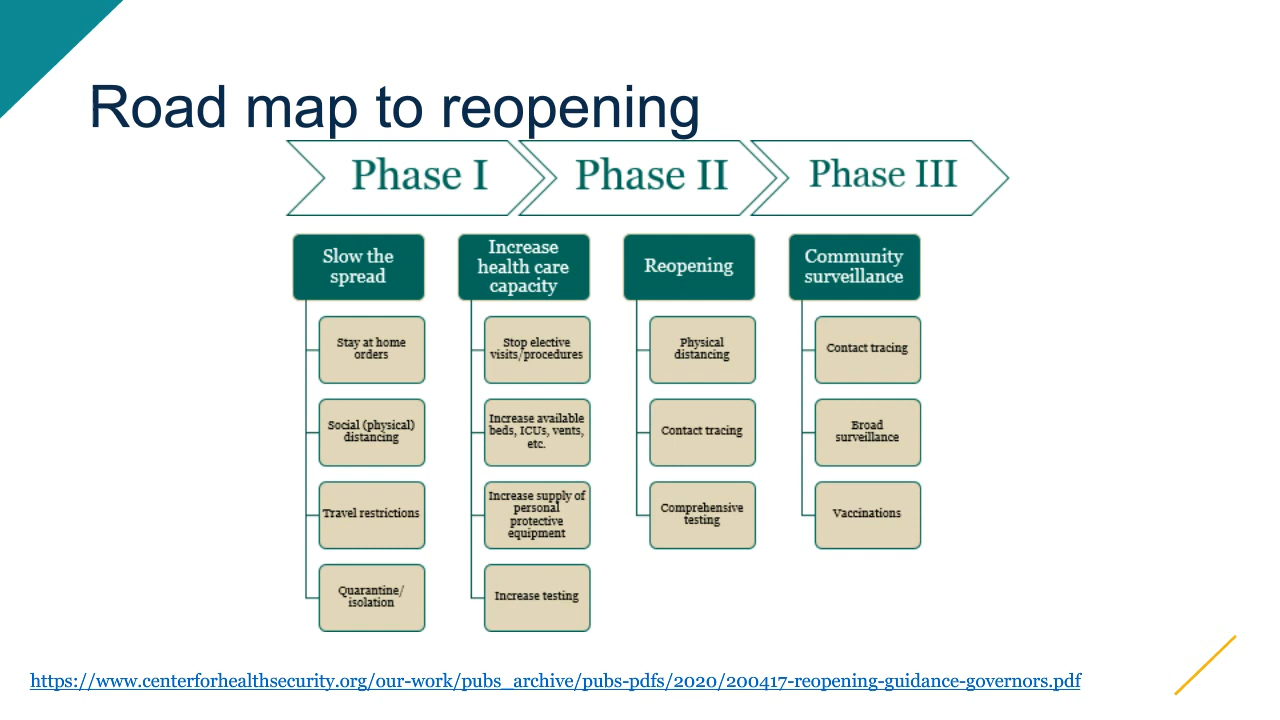 Road map to reopening
Phase I
Phase II
Phase III
Slow the
spread
Stay at home
orders
Social (physical)
distancing
Travel restrictions
Quarantine/
isolation
Increase
health care
capacity
Stop elective
visits/procedures
Increase available
beds, ICUs, vents,
etc.
Increase supply of
personal
protective
equipment
Increase testing
Reopening
Physical
distancing
Contact tracing
Comprehensive
testing
Community
surveillance
Contact tracing
Broad
surveillance
Vaccinations
https://www.centerforhealthsecurity.org/our-work/pubs_archive/pubs-pdfs/2020/200417-reopening-guidance-governors.pdf